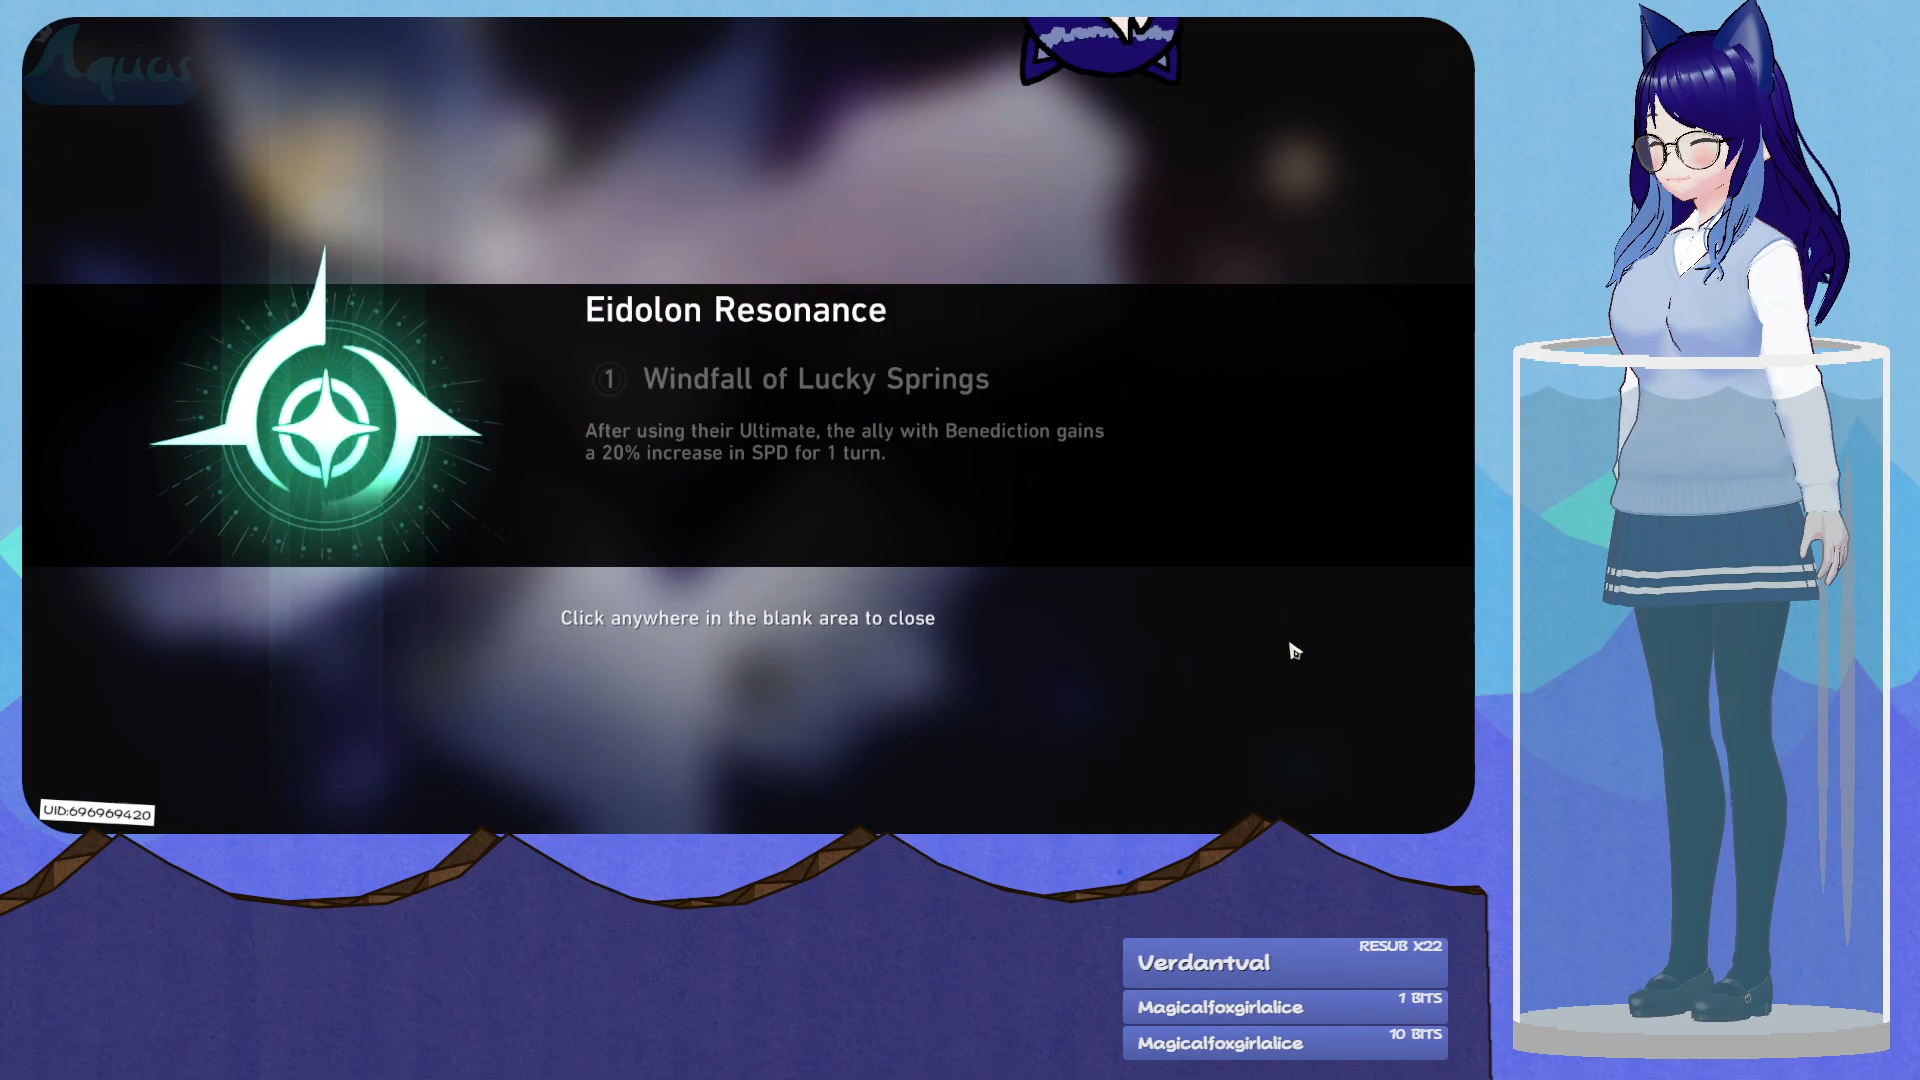 Aquos
Eidolon Resonance
1 Windfall of Lucky Springs
After using their Ultimate, the ally with Benediction gains
a 20% increase in SPD for 1 turn.
Click anywhere in the blank area to close
UID:696969420
RESUB X22
Verdantval
1 BITS
Magicalfoxgirlalice
10 BITS
Magicalfoxgirlalice